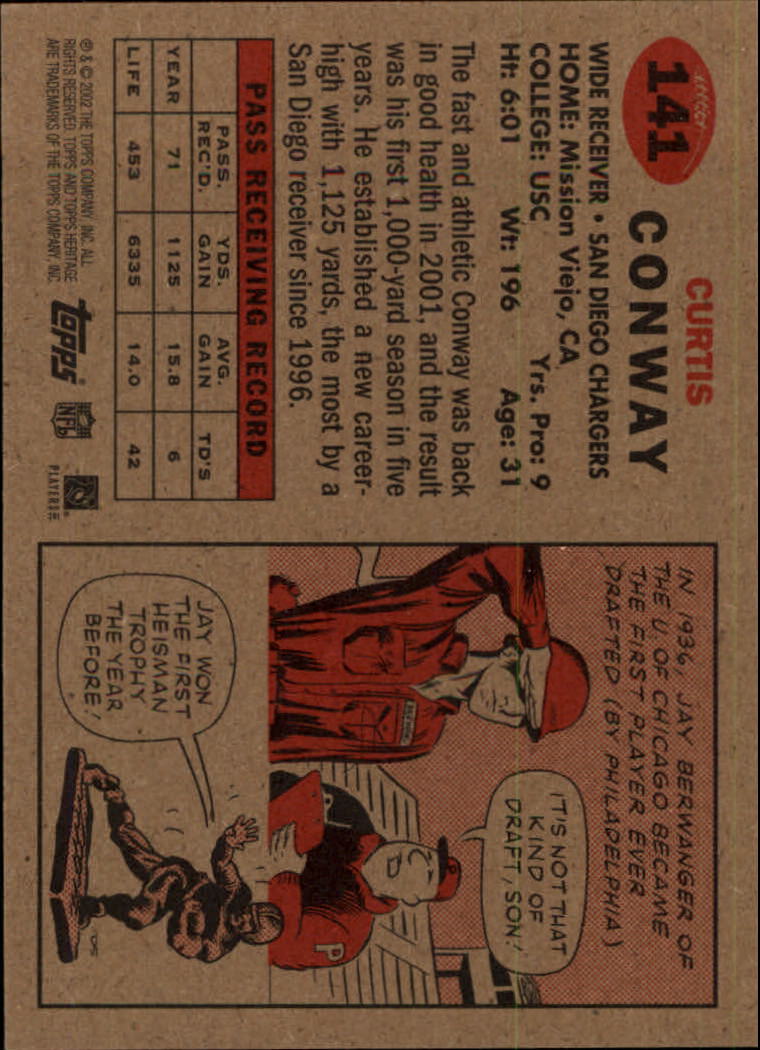 141
CURTIS
CONWAY
WIDE RECEIVER • SAN DIEGO CHARGERS
HOME: Mission Viejo, CA
COLLEGE: USC Yrs. Pro: 9
Ht: 6:01 Wt: 196 Age: 31
The fast and athletic Conway was back
in good health in 2001, and the result
was his first 1,000-yard season in five
years. He established a new career-
high with 1,125 yards, the most by a
San Diego receiver since 1996.
PASS RECEIVING RECORD
PASS. REC'D. YDS. GAIN AVG. GAIN TD'S
YEAR 71 1125 15.8 6
LIFE 453 6335 14.0 42
® & © 2002 THE TOPPS COMPANY, INC. ALL
RIGHTS RESERVED. TOPPS AND TOPPS HERITAGE
ARE TRADEMARKS OF THE TOPPS COMPANY, INC.
topps
NFL
PLAYERS INC
IN 1936, JAY BERWANGER OF
THE U. OF CHICAGO BECAME
THE FIRST PLAYER EVER
DRAFTED (BY PHILADELPHIA)
IT'S NOT THAT
KIND OF
DRAFT, SON!
P
P
JAY WON
THE FIRST
HEISMAN
TROPHY
THE YEAR
BEFORE!